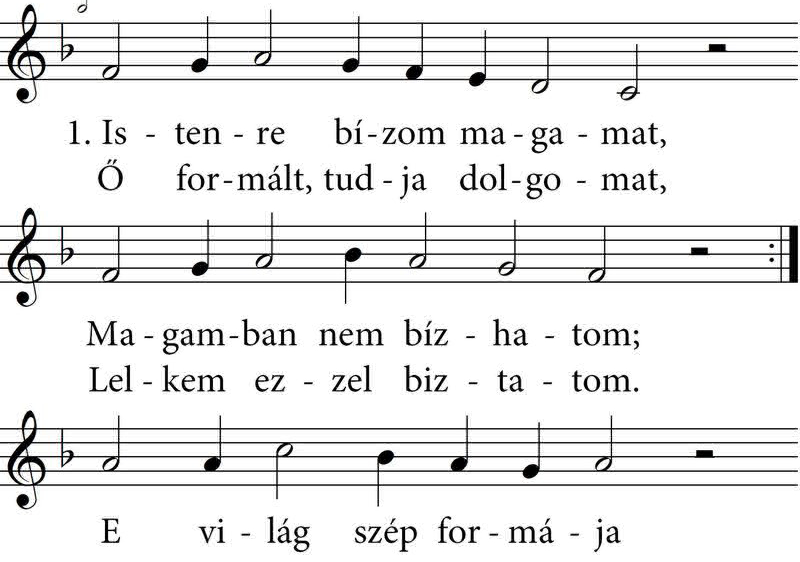 1. Is - ten - re bí - zom ma - ga - mat,
Ő for - mált, tud - ja dol - go - mat,
Ma - gam - ban nem bíz - ha - tom;
Lel - kem ez - zel biz - ta - tom.
E vi - lág szép for - má - ja